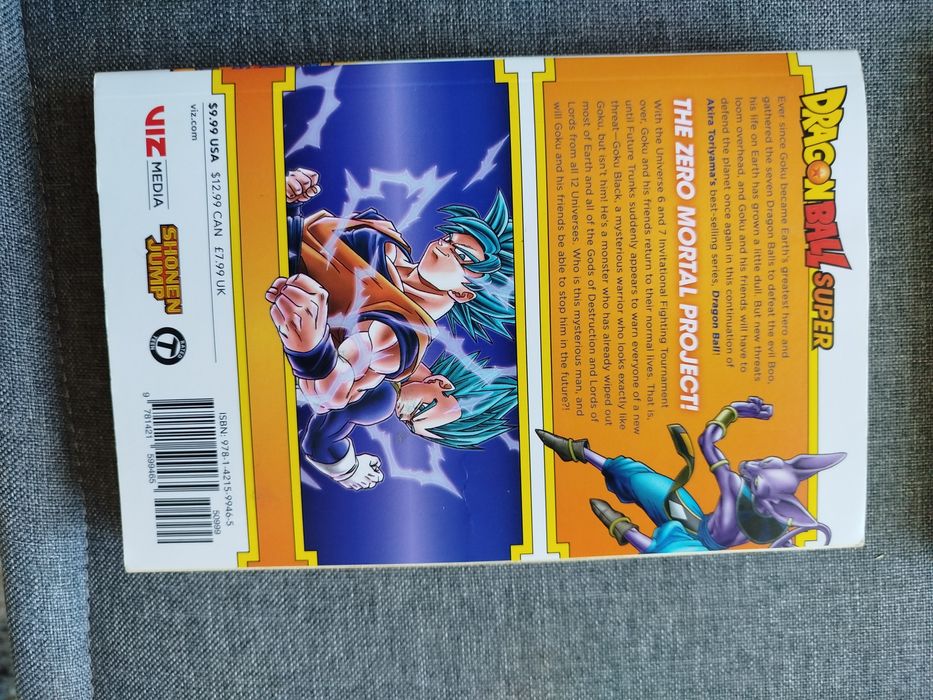 DRAGON BALL SUPER
Ever since Goku became Earth's greatest hero and
gathered the seven Dragon Balls to defeat the evil Boo,
his life on Earth has grown a little dull. But new threats
loom overhead, and Goku and his friends will have to
defend the planet once again in this continuation of
Akira Toriyama's best-selling series, Dragon Ball!
THE ZERO MORTAL PROJECT!
With the Universe 6 and 7 Invitational Fighting Tournament
over, Goku and his friends return to their normal lives. That is,
until Future Trunks suddenly appears to warn everyone of a new
threat—Goku Black, a mysterious warrior who looks exactly like
Goku, but isn't him! He's a monster who has already wiped out
most of Earth and all of the Gods of Destruction and Lords of
Lords from all 12 Universes. Who is this mysterious man, and
will Goku and his friends be able to stop him in the future?!
$9.99 USA $12.99 CAN £7.99 UK
viz.com
VIZ MEDIA
SHONEN JUMP
RATED T TEEN
ISBN: 978-1-4215-9946-5
50999
9 781421 599465